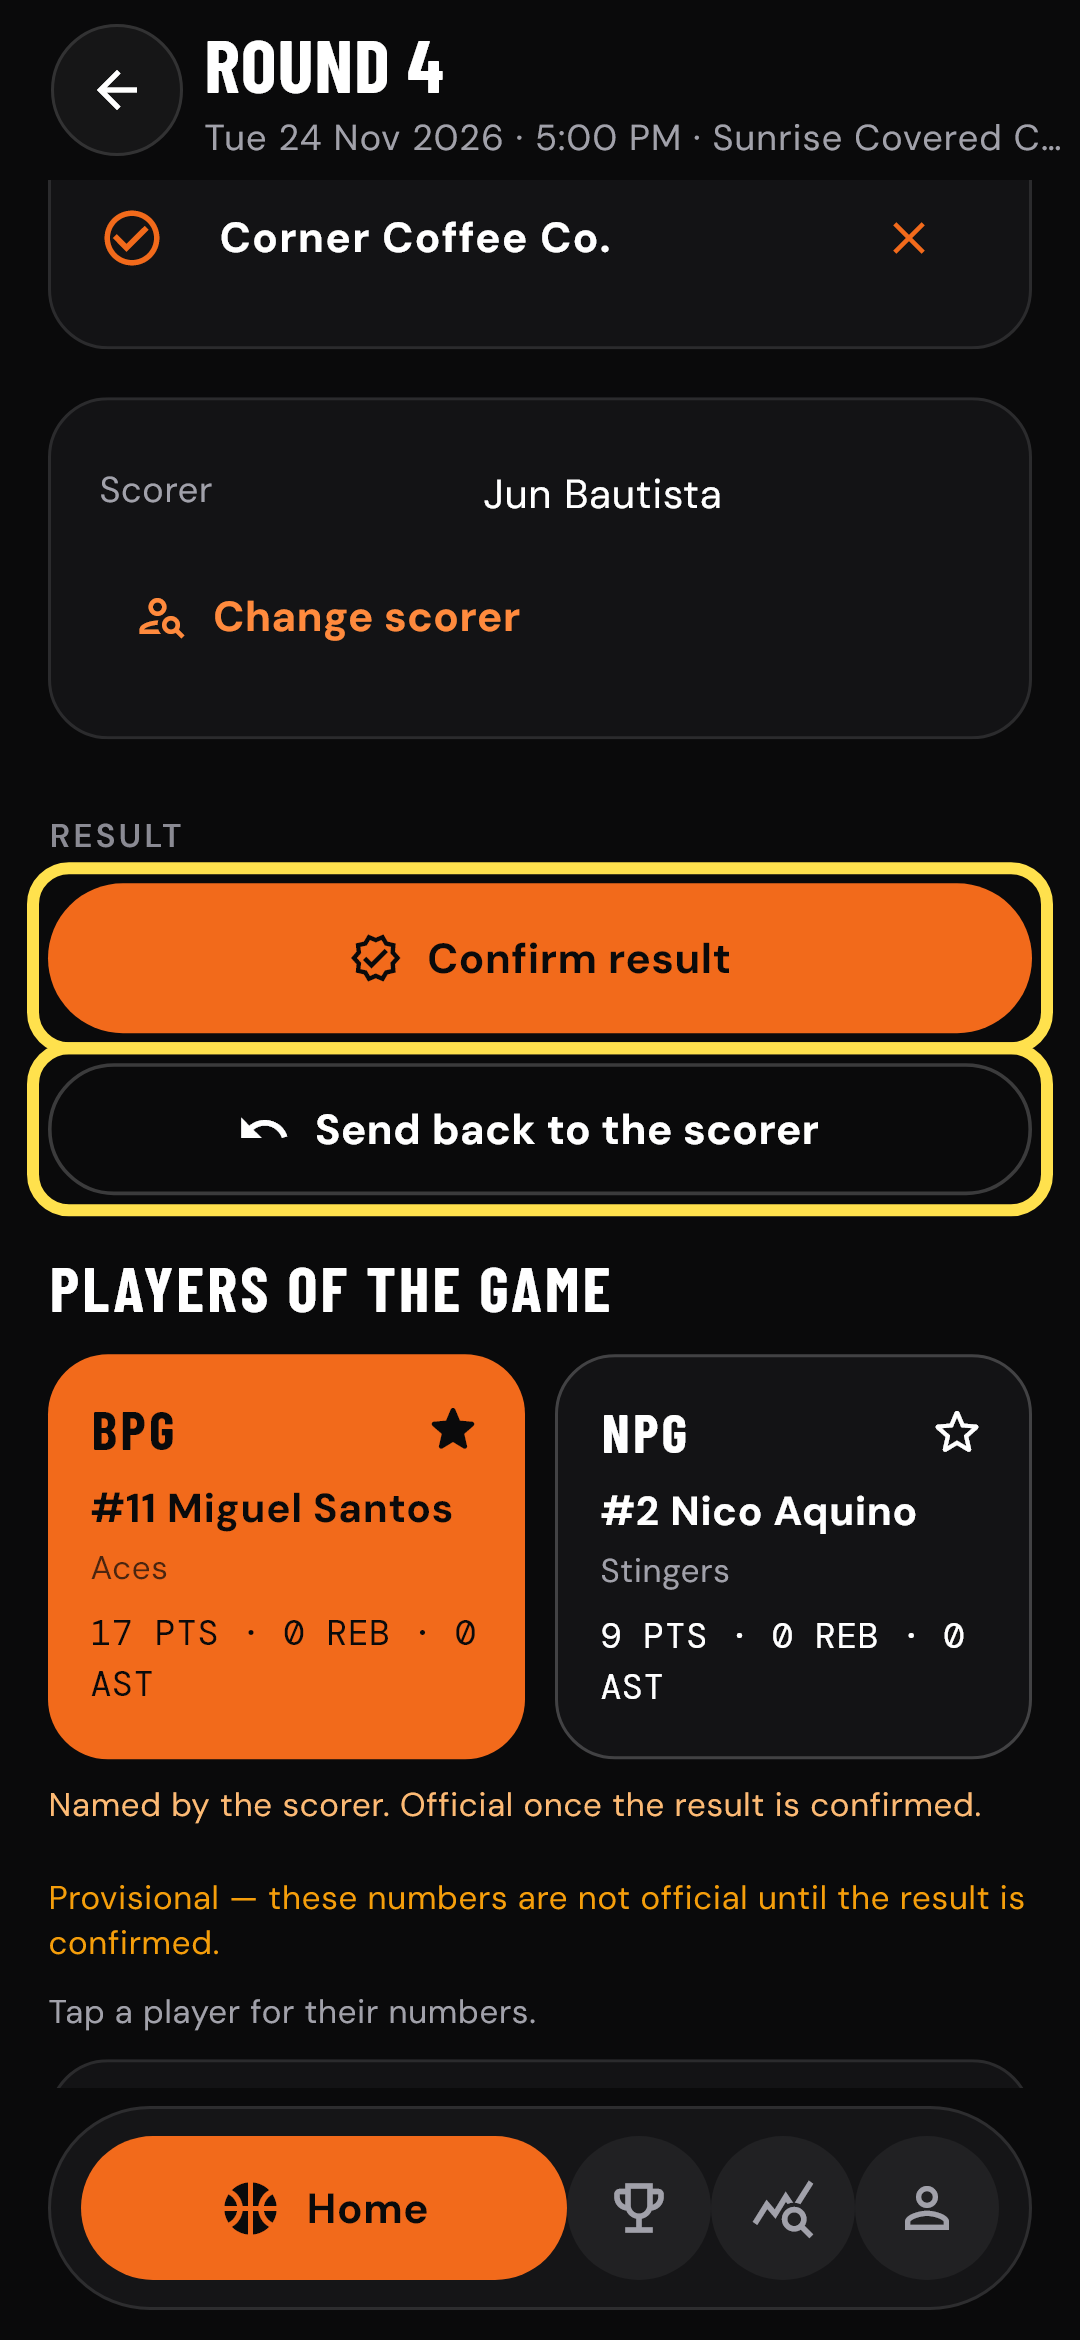 ROUND 4
Tue 24 Nov 2026 · 5:00 PM · Sunrise Covered C...
Corner Coffee Co.
Scorer
Jun Bautista
Change scorer
RESULT
Confirm result
Send back to the scorer
PLAYERS OF THE GAME
BPG
#11 Miguel Santos
Aces
17 PTS · 0 REB · 0
AST
NPG
#2 Nico Aquino
Stingers
9 PTS · 0 REB · 0
AST
Named by the scorer. Official once the result is confirmed.
Provisional — these numbers are not official until the result is
confirmed.
Tap a player for their numbers.
Home